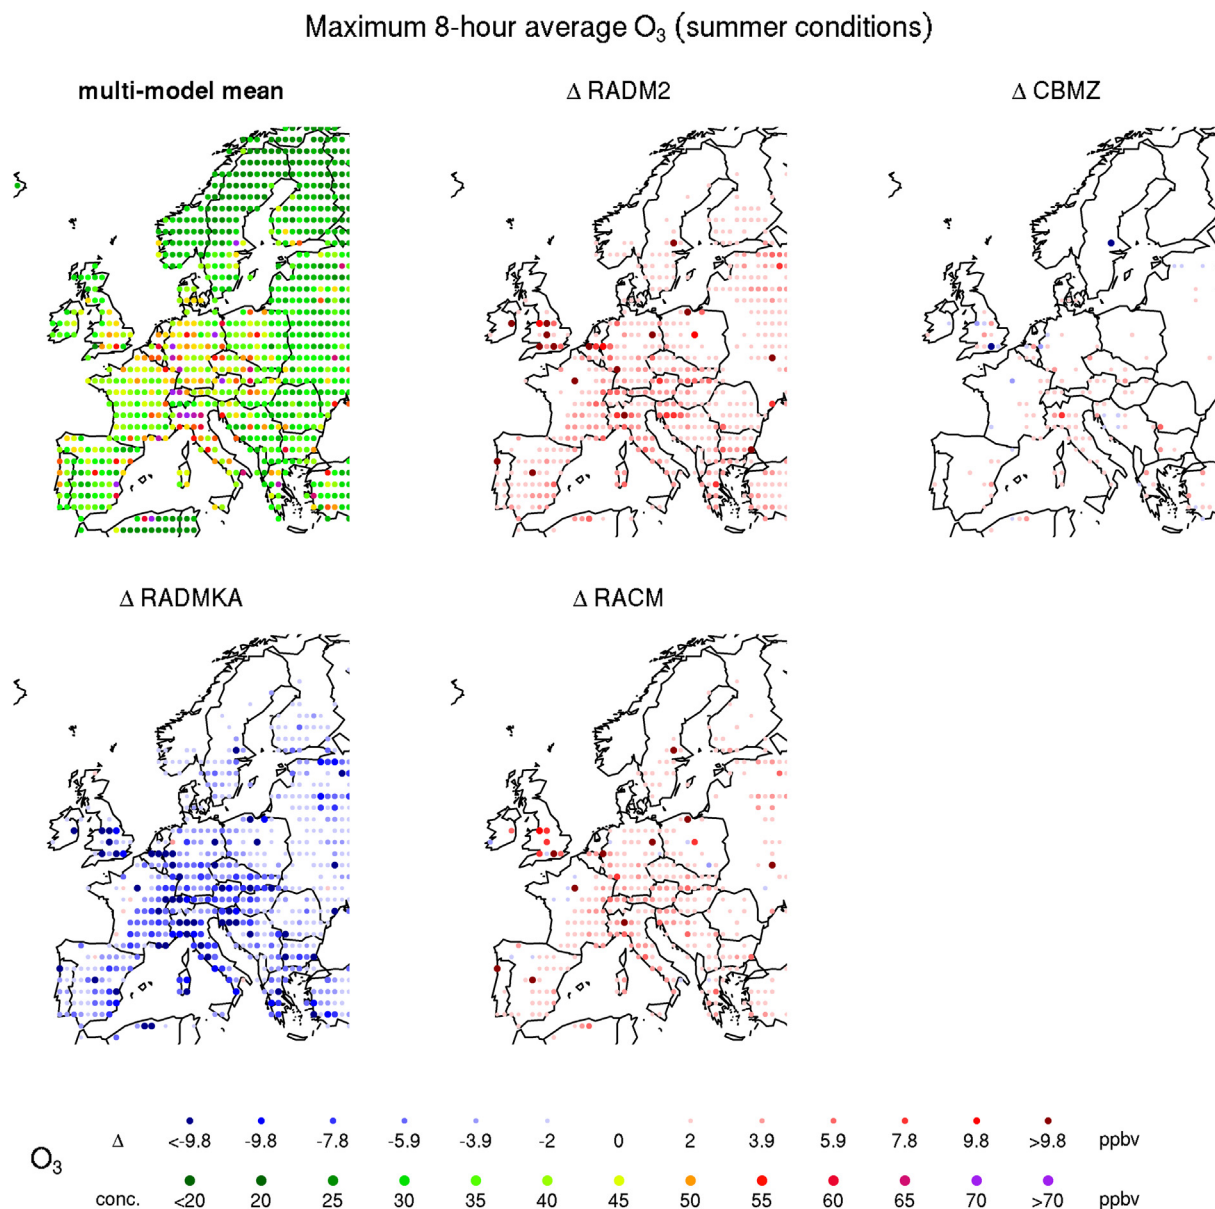 Maximum 8-hour average O₃ (summer conditions)
multi-model mean
Δ RADM2
Δ CBMZ
Δ RADMKA
Δ RACM
O₃
Δ <-9.8 -9.8 -7.8 -5.9 -3.9 -2 0 2 3.9 5.9 7.8 9.8 >9.8 ppbv
conc. <20 20 25 30 35 40 45 50 55 60 65 70 >70 ppbv